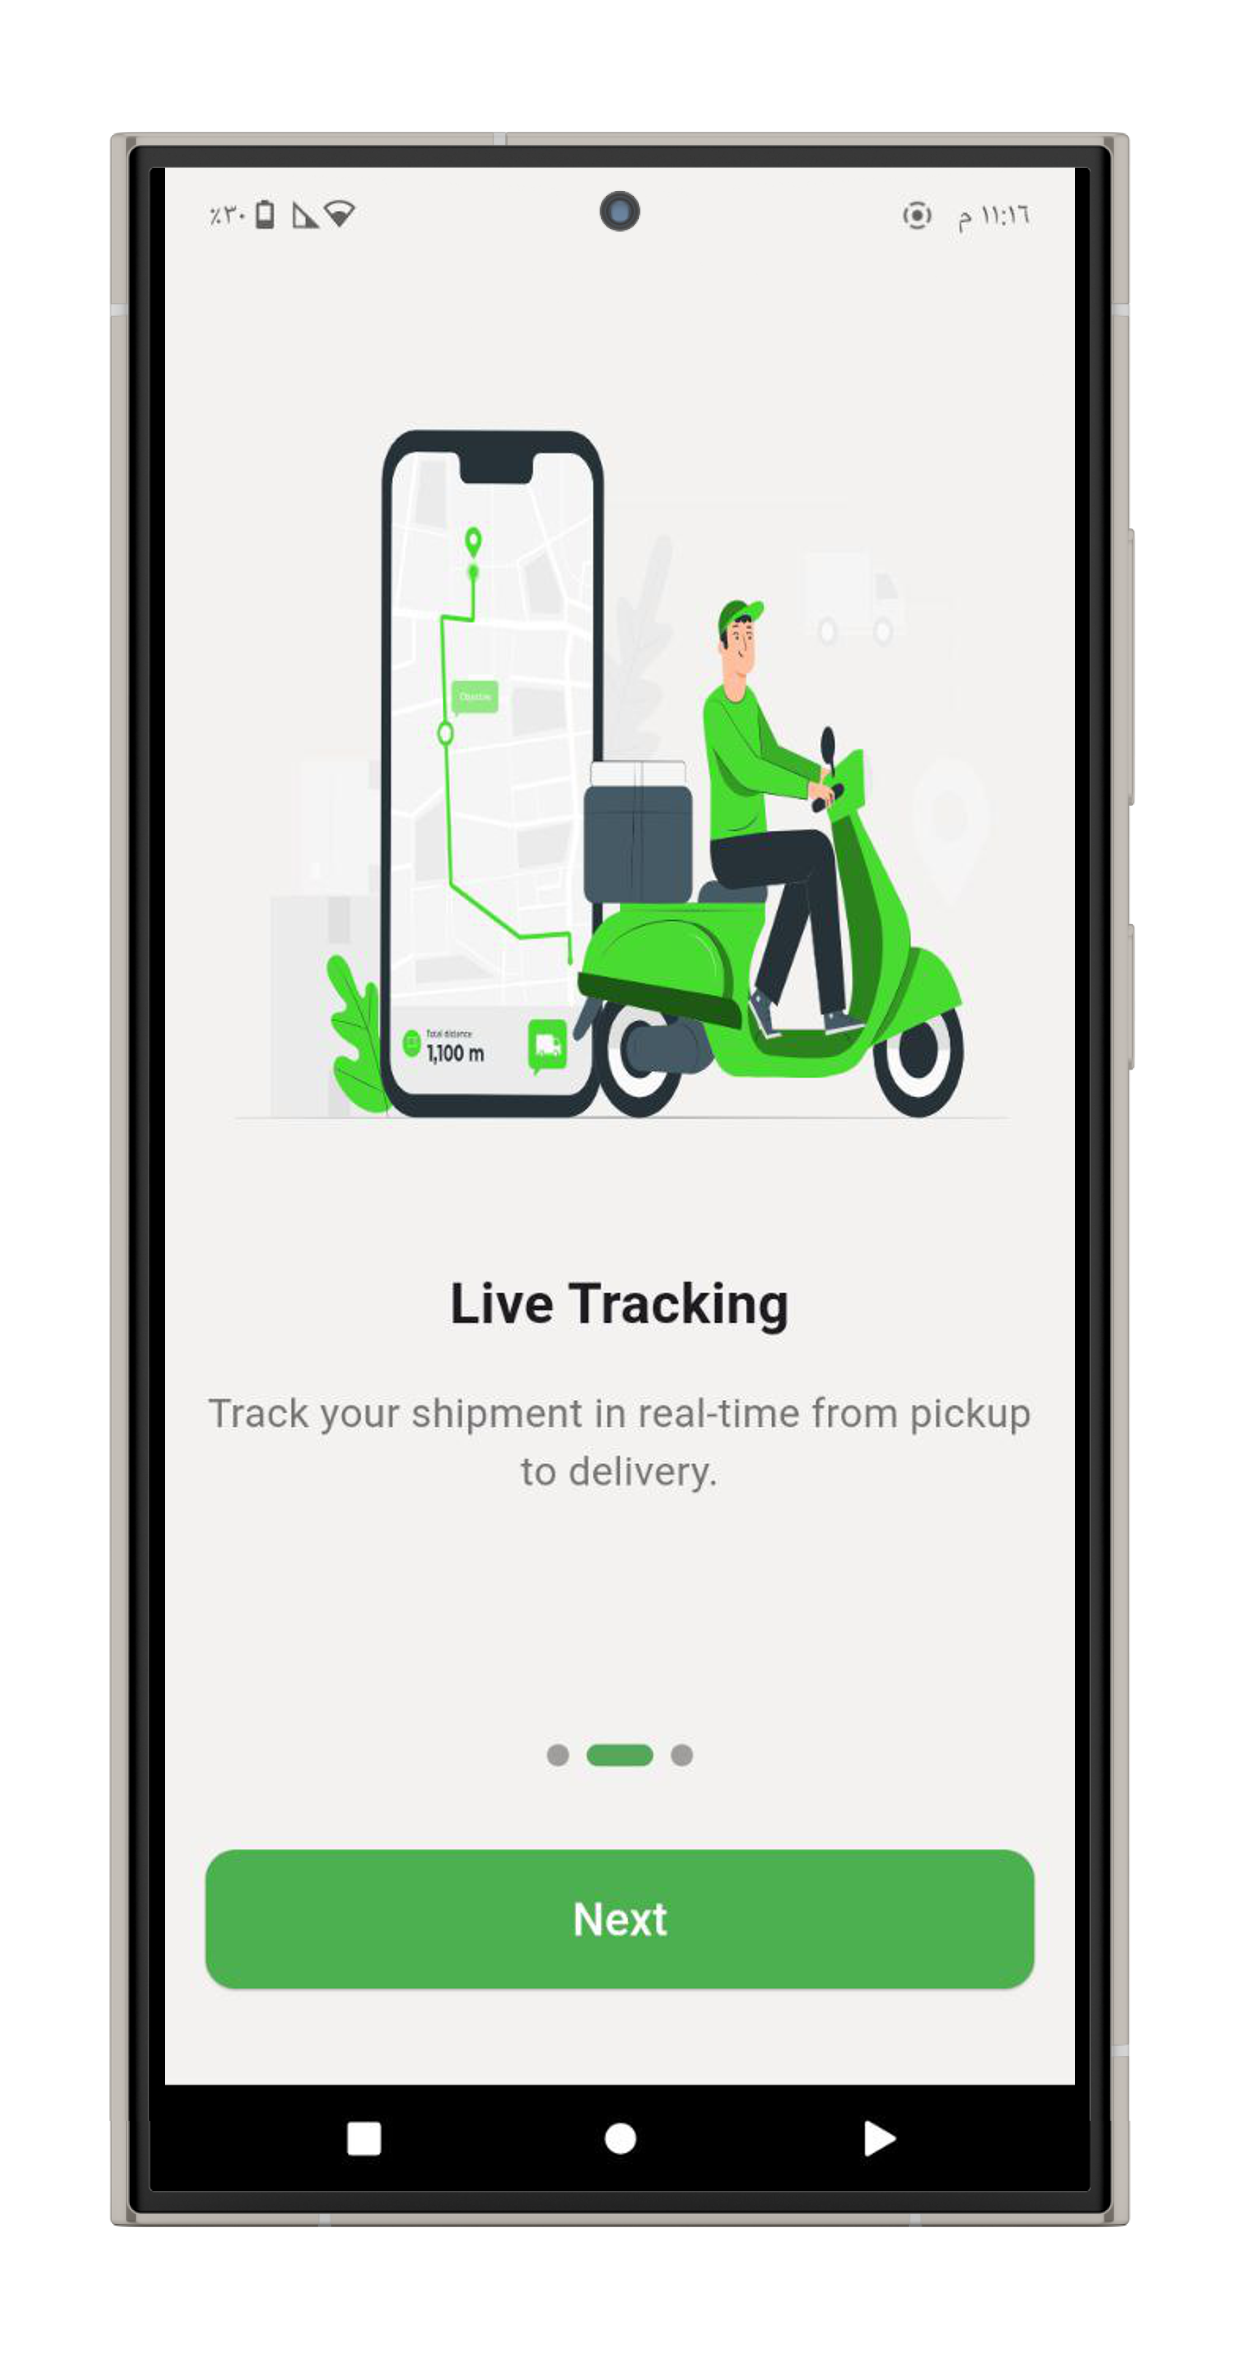 ١١:١٦ م
٪٣٠
Total distance
1,100 m
Live Tracking
Track your shipment in real-time from pickup
to delivery.
Next